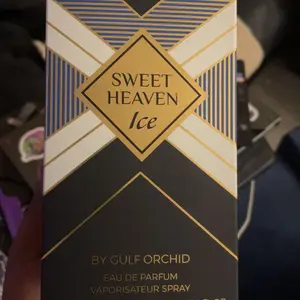 SWEET
HEAVEN
Ice
BY GULF ORCHID
EAU DE PARFUM
VAPORISATEUR SPRAY